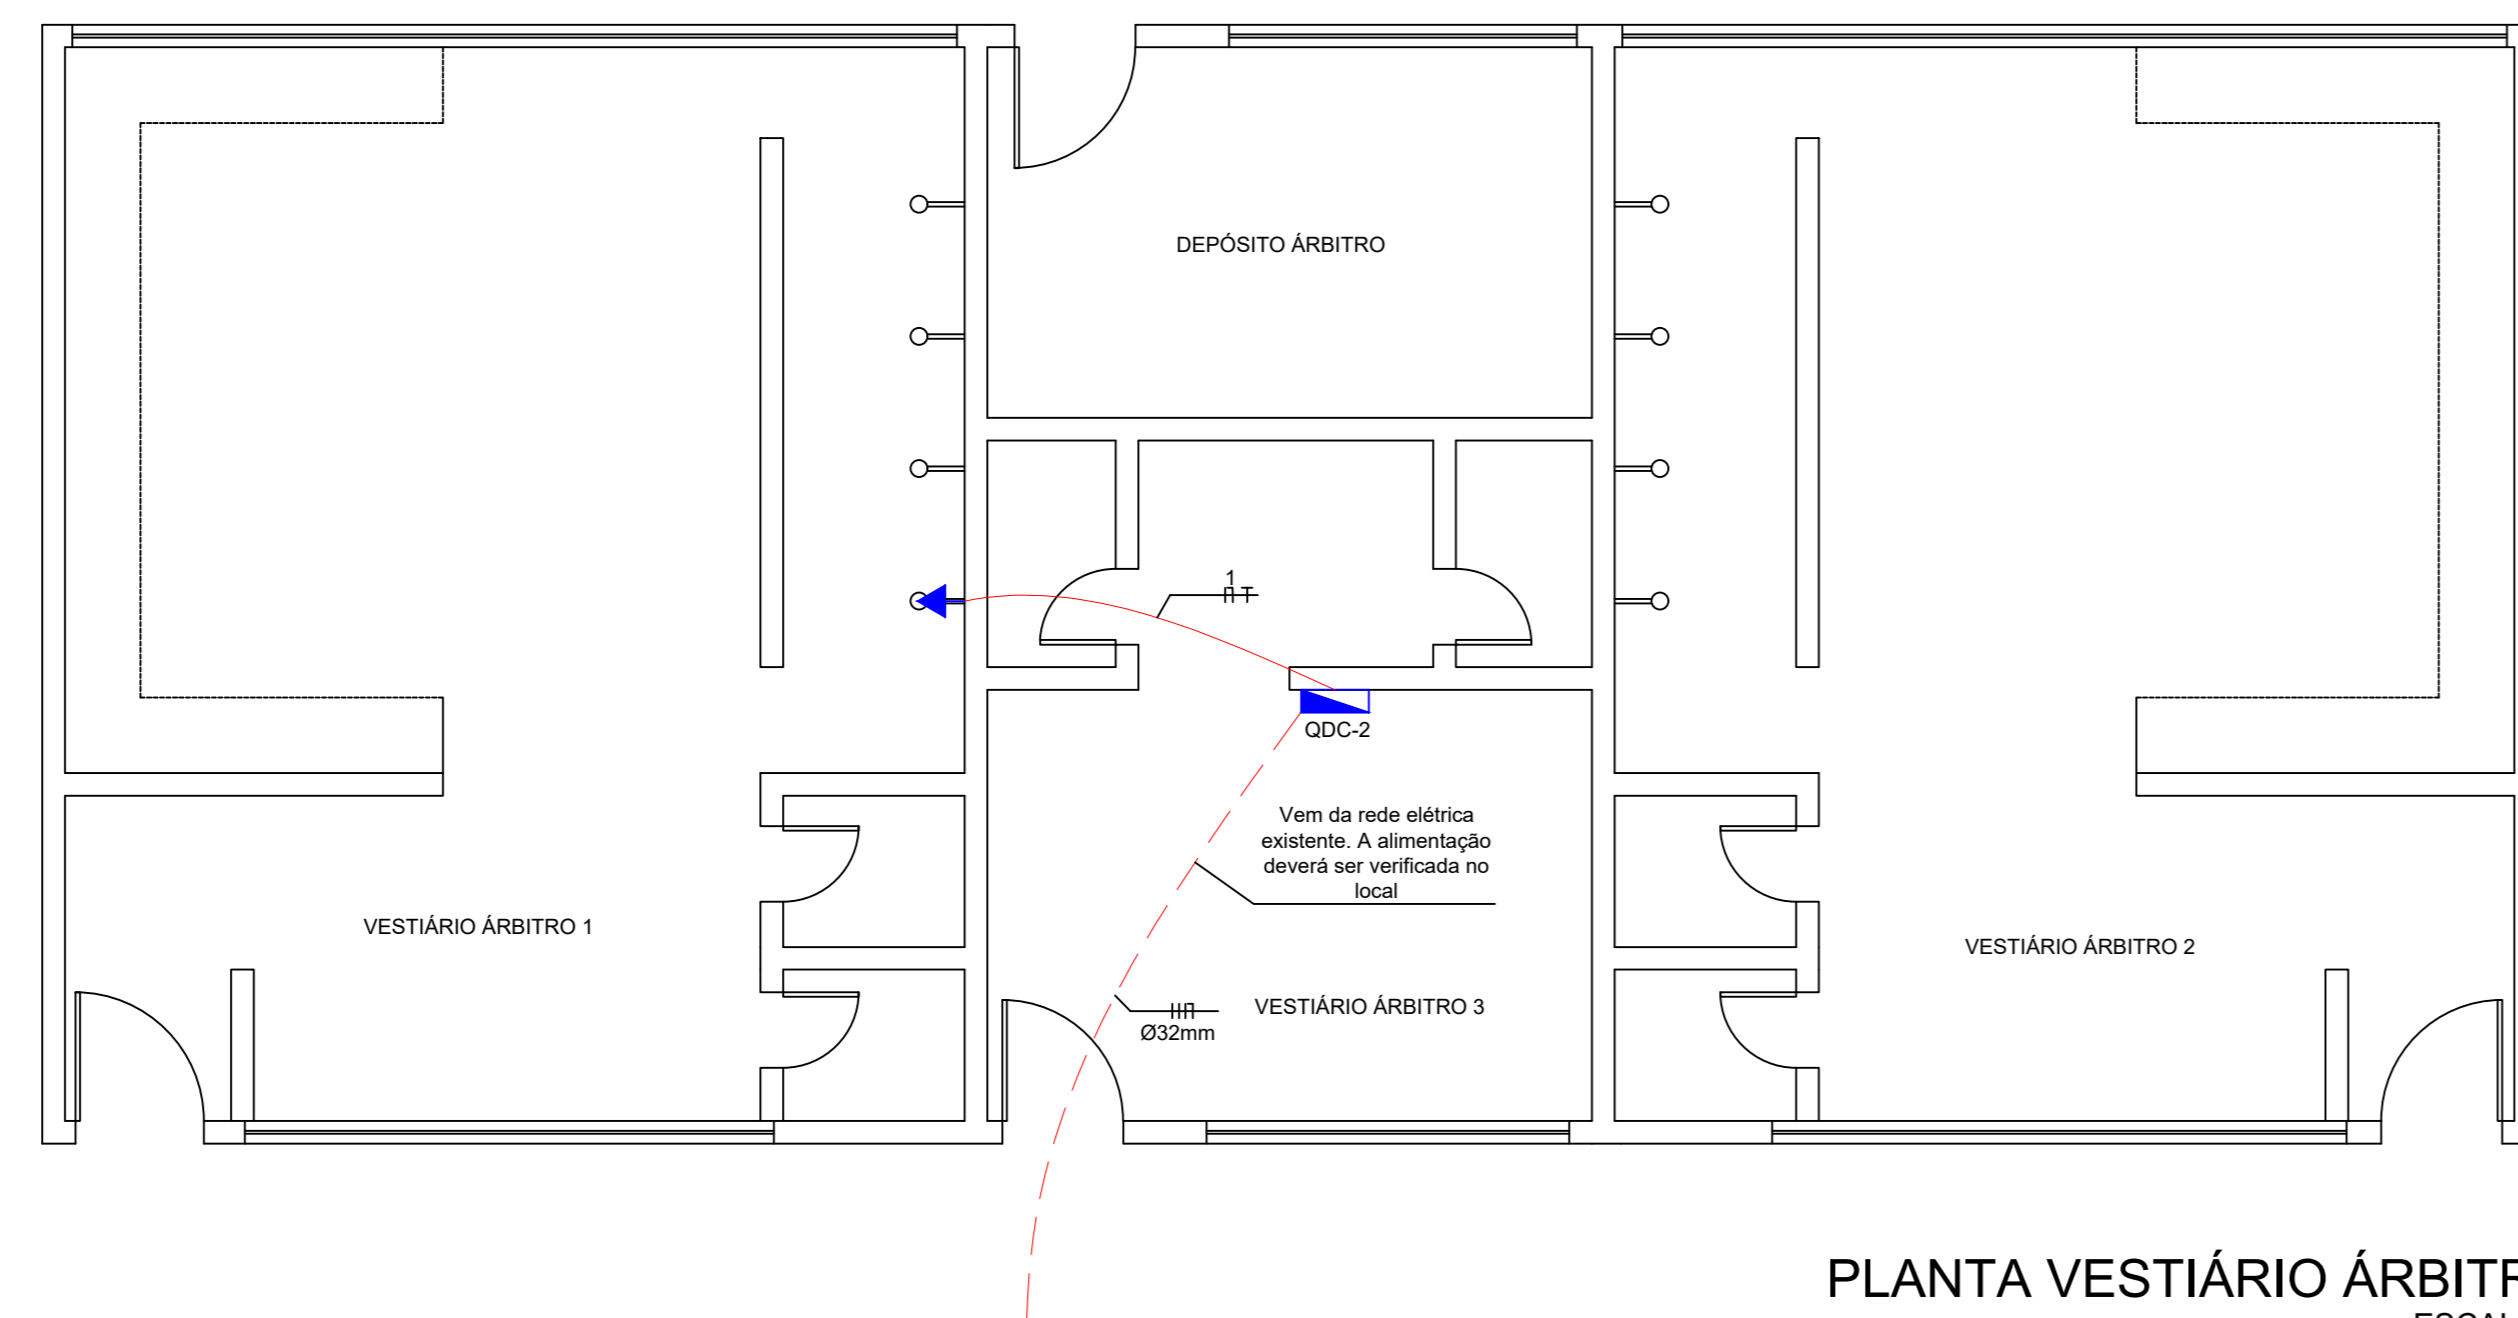 DEPÓSITO ÁRBITRO
1
QDC-2
Vem da rede elétrica
existente. A alimentação
deverá ser verificada no
local
VESTIÁRIO ÁRBITRO 1
VESTIÁRIO ÁRBITRO 2
VESTIÁRIO ÁRBITRO 3
Ø32mm
PLANTA VESTIÁRIO ÁRBITR